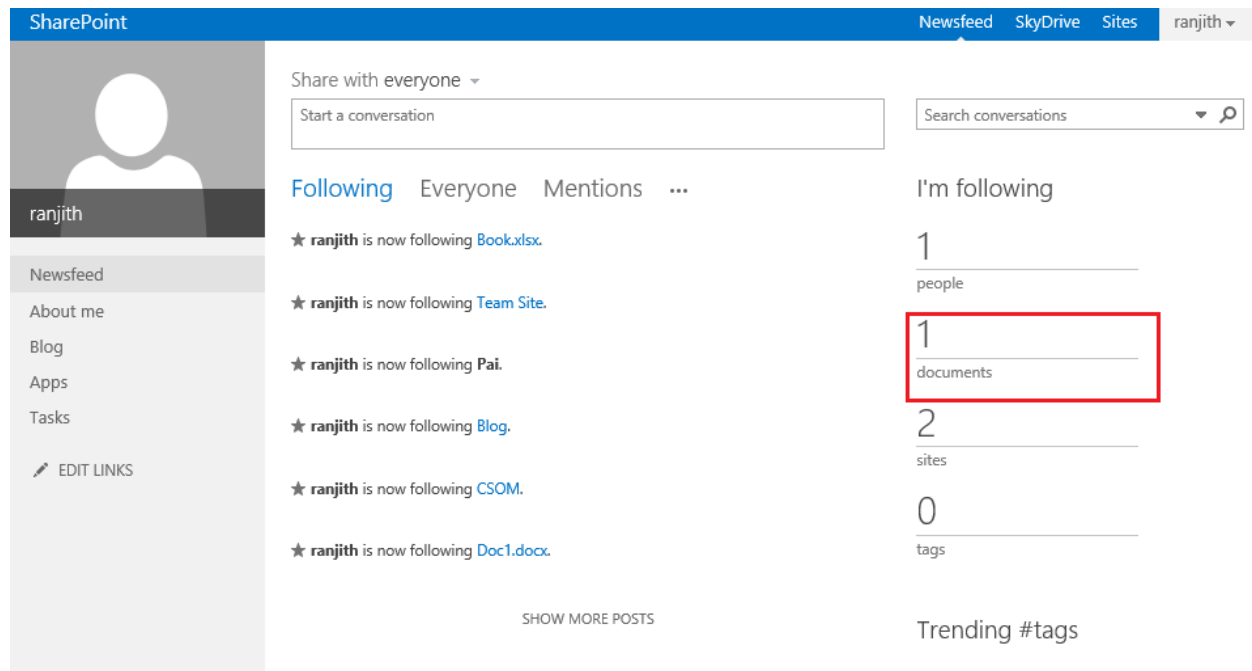 SharePoint
Newsfeed SkyDrive Sites ranjith
ranjith
Newsfeed
About me
Blog
Apps
Tasks
EDIT LINKS
Share with everyone
Start a conversation
Following Everyone Mentions ...
ranjith is now following Book.xlsx.
ranjith is now following Team Site.
ranjith is now following Pai.
ranjith is now following Blog.
ranjith is now following CSOM.
ranjith is now following Doc1.docx.
SHOW MORE POSTS
Search conversations
I'm following
1
people
1
documents
2
sites
0
tags
Trending #tags